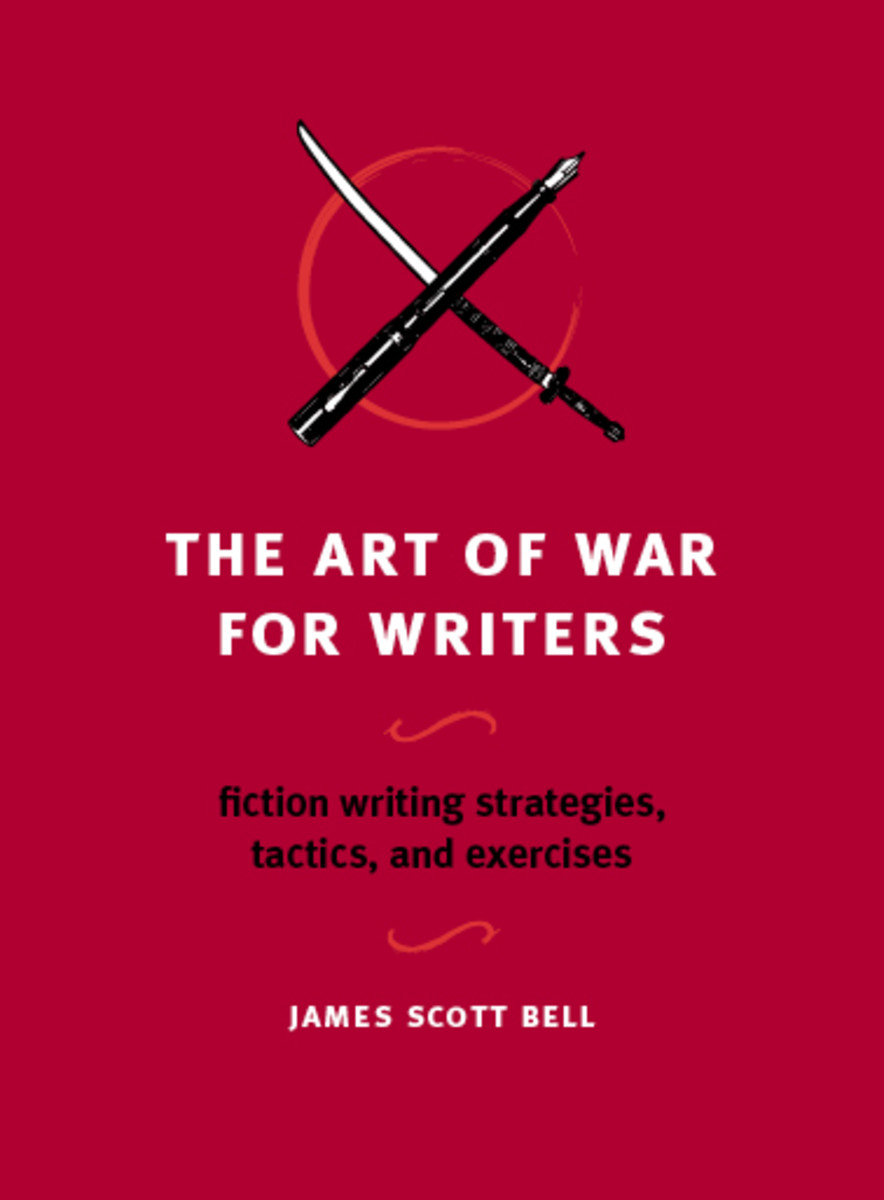 THE ART OF WAR
FOR WRITERS
fiction writing strategies,
tactics, and exercises
JAMES SCOTT BELL